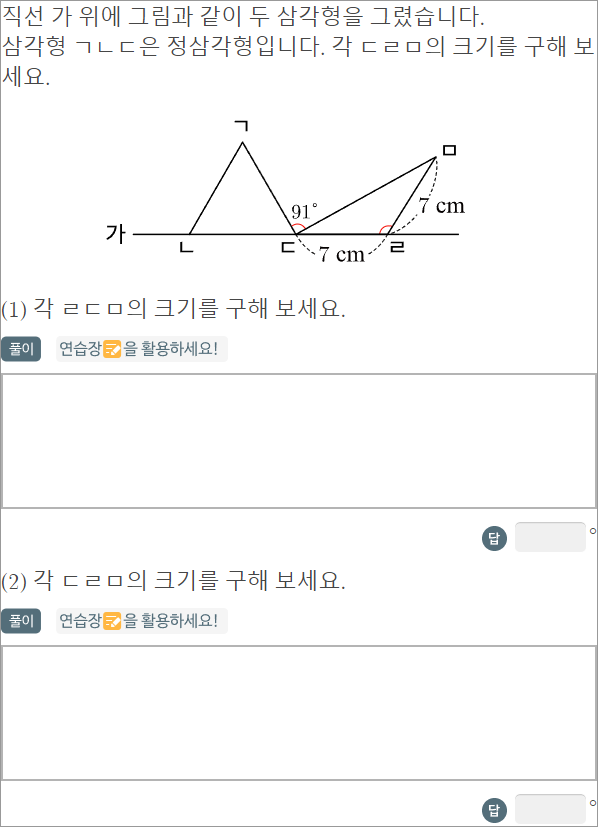 직선 가 위에 그림과 같이 두 삼각형을 그렸습니다.
삼각형 ㄱㄴㄷ은 정삼각형입니다. 각 ㄷㄹㅁ의 크기를 구해 보
세요.
ㄱ
ㅁ
91°
7 cm
가
ㄴ
ㄷ
7 cm
ㄹ
(1) 각 ㄹㄷㅁ의 크기를 구해 보세요.
풀이 연습장을 활용하세요!
답 °
(2) 각 ㄷㄹㅁ의 크기를 구해 보세요.
풀이 연습장을 활용하세요!
답 °